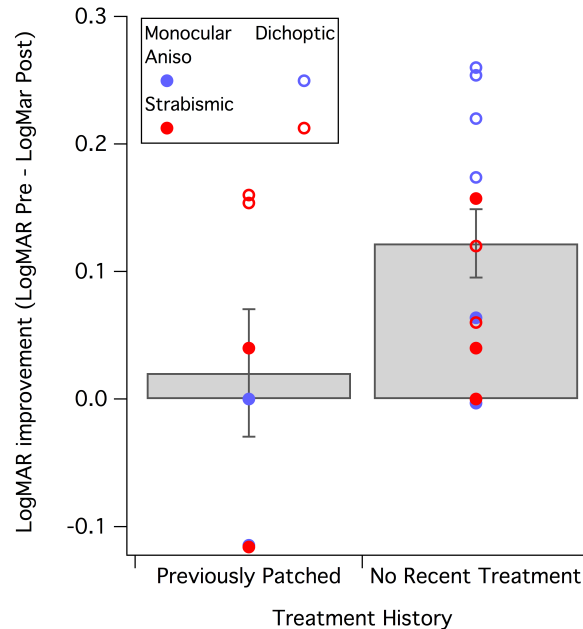 0.3
0.2
0.1
0.0
-0.1
LogMAR improvement (LogMAR Pre - LogMar Post)
Monocular Dichoptic
Aniso
Strabismic
Previously Patched No Recent Treatment
Treatment History